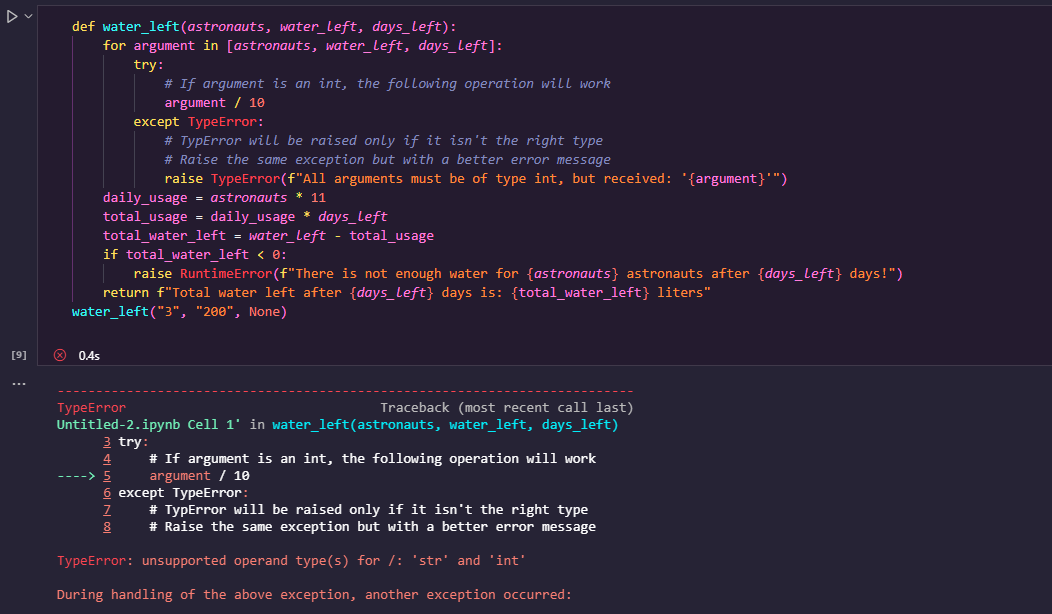 def water_left(astronauts, water_left, days_left):
    for argument in [astronauts, water_left, days_left]:
        try:
            # If argument is an int, the following operation will work
            argument / 10
        except TypeError:
            # TypError will be raised only if it isn't the right type
            # Raise the same exception but with a better error message
            raise TypeError(f"All arguments must be of type int, but received: '{argument}'")
    daily_usage = astronauts * 11
    total_usage = daily_usage * days_left
    total_water_left = water_left - total_usage
    if total_water_left < 0:
        raise RuntimeError(f"There is not enough water for {astronauts} astronauts after {days_left} days!")
    return f"Total water left after {days_left} days is: {total_water_left} liters"
water_left("3", "200", None)
[9] 0.4s
...
---------------------------------------------------------------------------
TypeError                                 Traceback (most recent call last)
Untitled-2.ipynb Cell 1' in water_left(astronauts, water_left, days_left)
      3 try:
      4     # If argument is an int, the following operation will work
----> 5     argument / 10
      6 except TypeError:
      7     # TypError will be raised only if it isn't the right type
      8     # Raise the same exception but with a better error message
TypeError: unsupported operand type(s) for /: 'str' and 'int'
During handling of the above exception, another exception occurred: